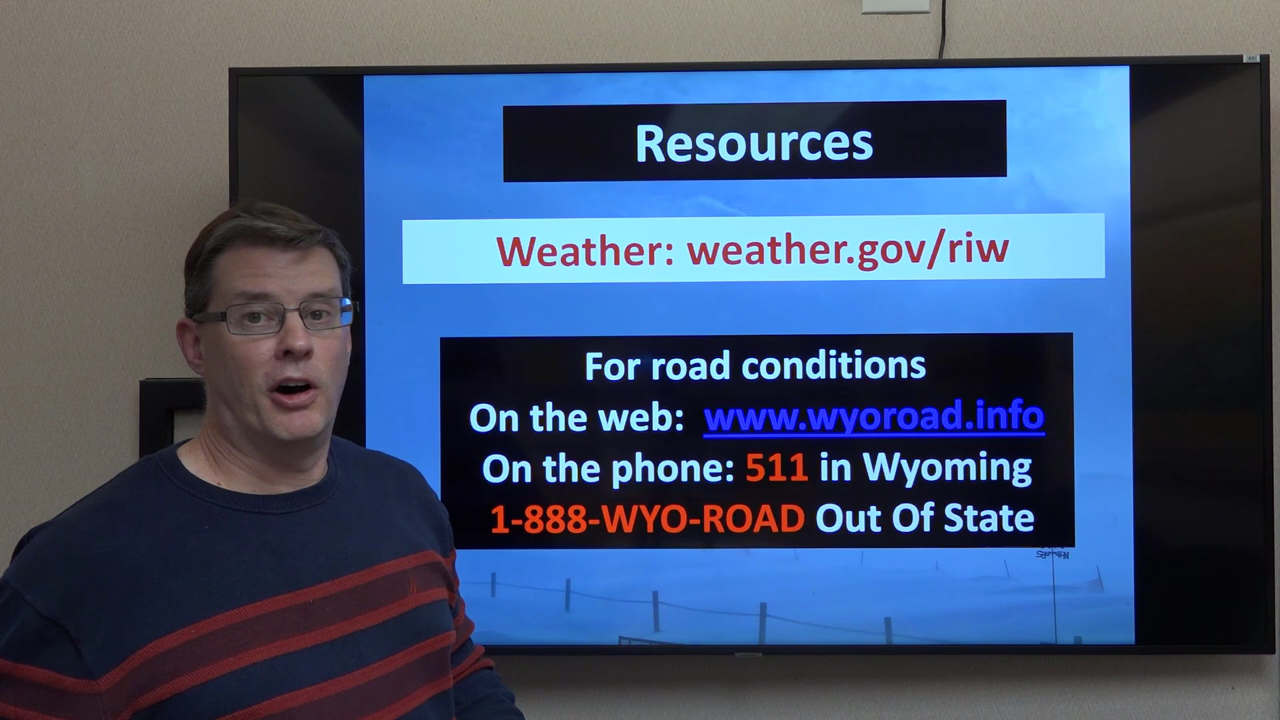 Resources
Weather: weather.gov/riw
For road conditions
On the web: www.wyoroad.info
On the phone: 511 in Wyoming
1-888-WYO-ROAD Out Of State